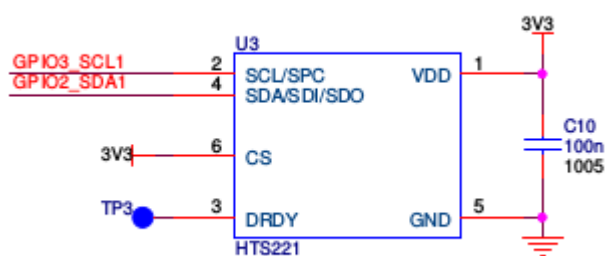 3V3
U3
GPIO3_SCL1 2 SCL/SPC VDD 1
GPIO2_SDA1 4 SDA/SDI/SDO
C10
100n
1005
3V3 6 CS
TP3 3 DRDY GND 5
HTS221